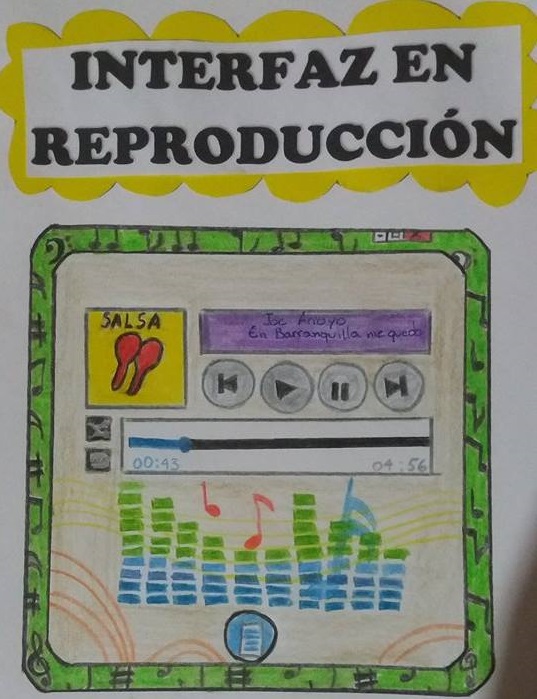 INTERFAZ EN
REPRODUCCIÓN
SALSA
Joe Arroyo
En Barranquilla me quedo
00:43
04:56